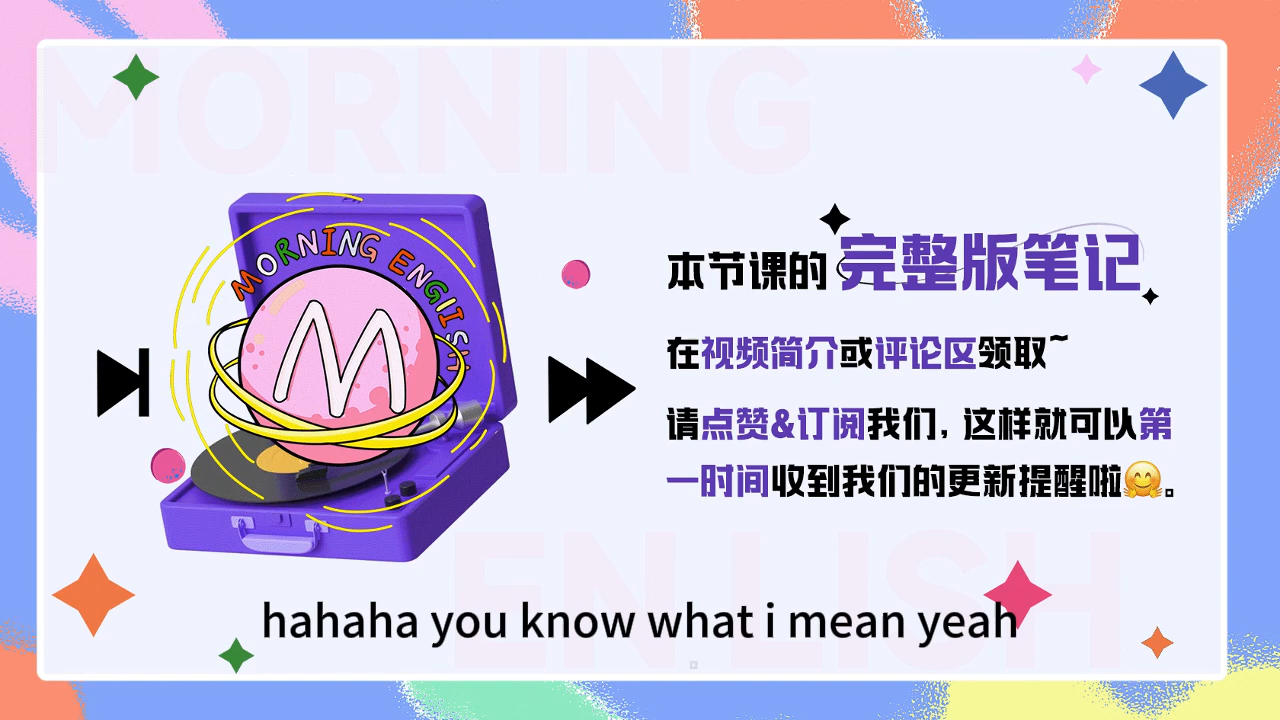 MORNING
MORNING ENGlISH
M
本节课的 完整版笔记
在视频简介或评论区领取~
请点赞&订阅我们, 这样就可以第
一时间收到我们的更新提醒啦🤗。
EN LISH
hahaha you know what i mean yeah